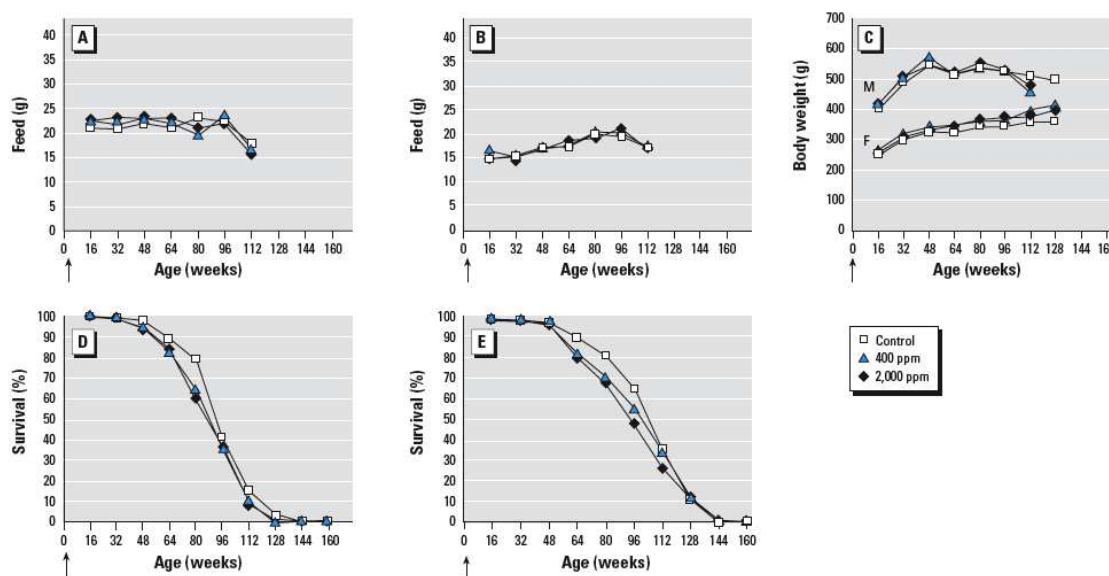 A
40
35
30
25
20
15
10
5
0
Feed (g)
0 16 32 48 64 80 96 112 128 144 160
Age (weeks)
B
40
35
30
25
20
15
10
5
0
Feed (g)
0 16 32 48 64 80 96 112 128 144 160
Age (weeks)
C
700
600
500
400
300
200
100
0
Body weight (g)
M
F
0 16 32 48 64 80 96 112 128 144 16
Age (weeks)
D
100
90
80
70
60
50
40
30
20
10
0
Survival (%)
0 16 32 48 64 80 96 112 128 144 160
Age (weeks)
E
100
90
80
70
60
50
40
30
20
10
0
Survival (%)
0 16 32 48 64 80 96 112 128 144 160
Age (weeks)
Control
400 ppm
2,000 ppm